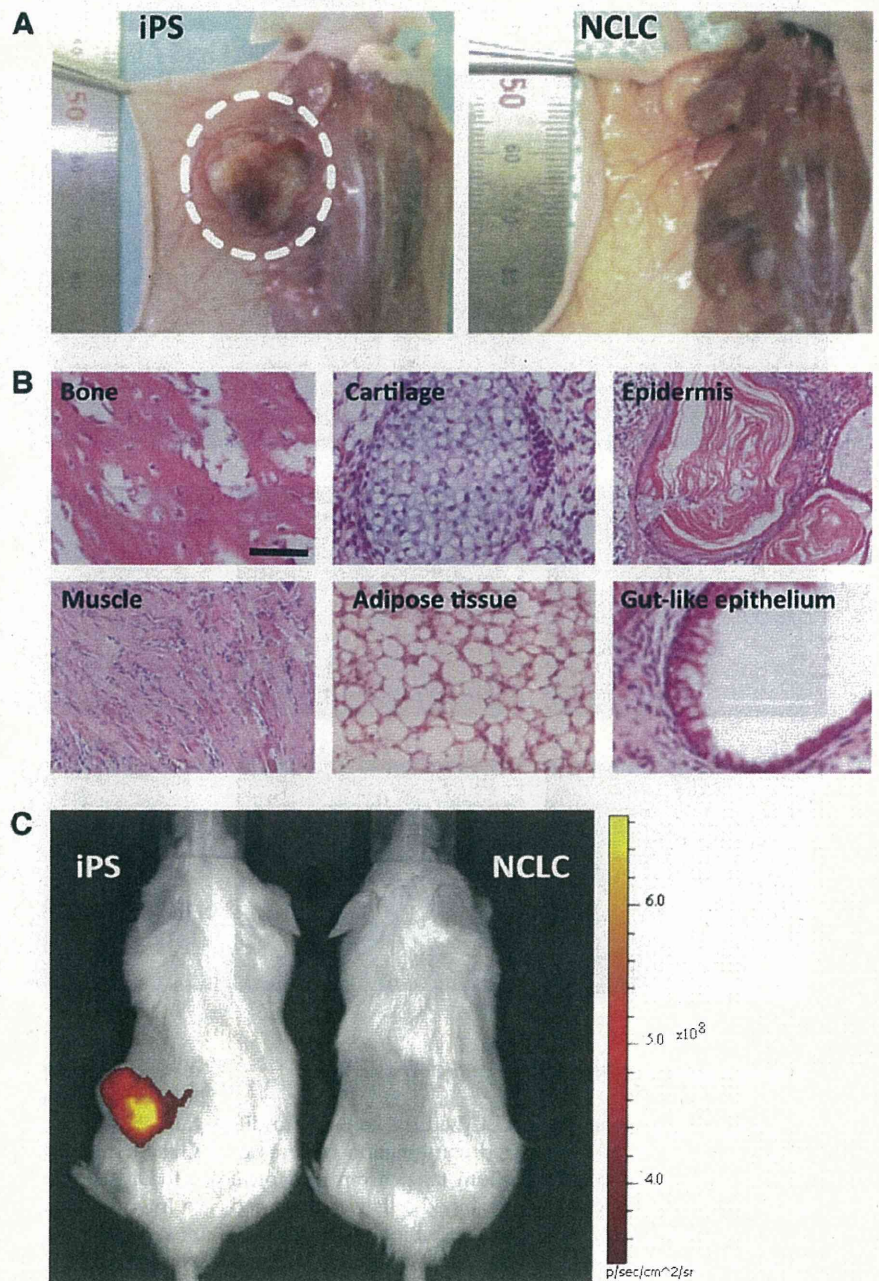 A
iPS
NCLC
50
50
60
B
Bone
Cartilage
Epidermis
Muscle
Adipose tissue
Gut-like epithelium
C
iPS
NCLC
6.0
5.0 x10^8
4.0
p/sec/cm^2/sr